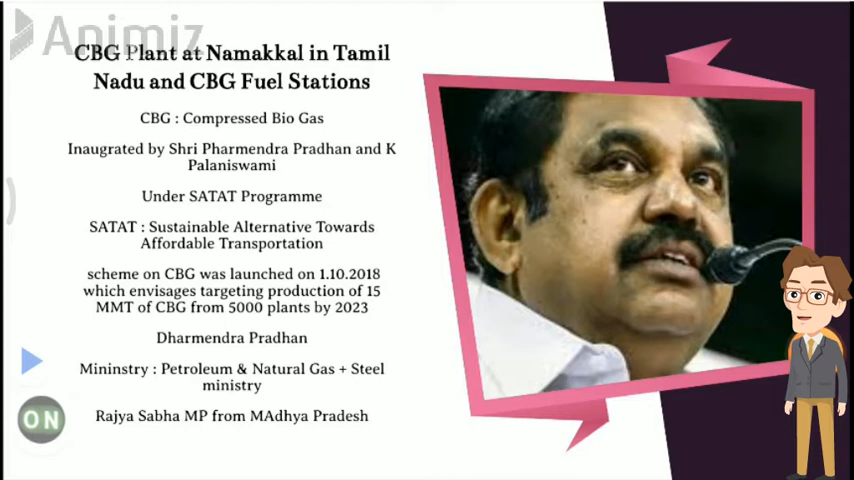 Animiz
CBG Plant at Namakkal in Tamil
Nadu and CBG Fuel Stations
CBG : Compressed Bio Gas
Inaugrated by Shri Pharmendra Pradhan and K
Palaniswami
Under SATAT Programme
SATAT : Sustainable Alternative Towards
Affordable Transportation
scheme on CBG was launched on 1.10.2018
which envisages targeting production of 15
MMT of CBG from 5000 plants by 2023
Dharmendra Pradhan
Mininstry : Petroleum & Natural Gas + Steel
ministry
Rajya Sabha MP from MAdhya Pradesh
ON